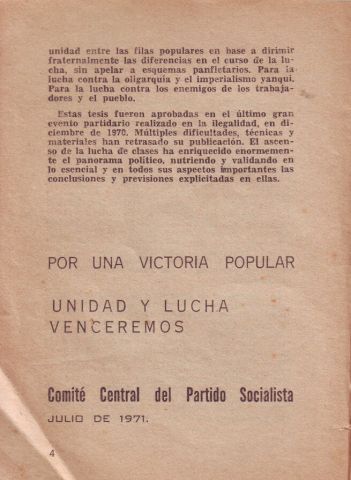 unidad entre las filas populares en base a dirimir
fraternalmente las diferencias en el curso de la lu-
cha, sin apelar a esquemas panfletarios. Para la
lucha contra la oligarquía y el imperialismo yanqui.
Para la lucha contra los enemigos de los trabaja-
dores y el pueblo.
Estas tesis fueron aprobadas en el último gran
evento partidario realizado en la ilegalidad, en di-
ciembre de 1970. Múltiples dificultades, técnicas y
materiales han retrasado su publicación. El ascen-
so de la lucha de clases ha enriquecido enormemen-
te el panorama político, nutriendo y validando en
lo esencial y en todos sus aspectos importantes las
conclusiones y previsiones explicitadas en ellas.
POR UNA VICTORIA POPULAR
UNIDAD Y LUCHA
VENCEREMOS
Comité Central del Partido Socialista
JULIO DE 1971.
4